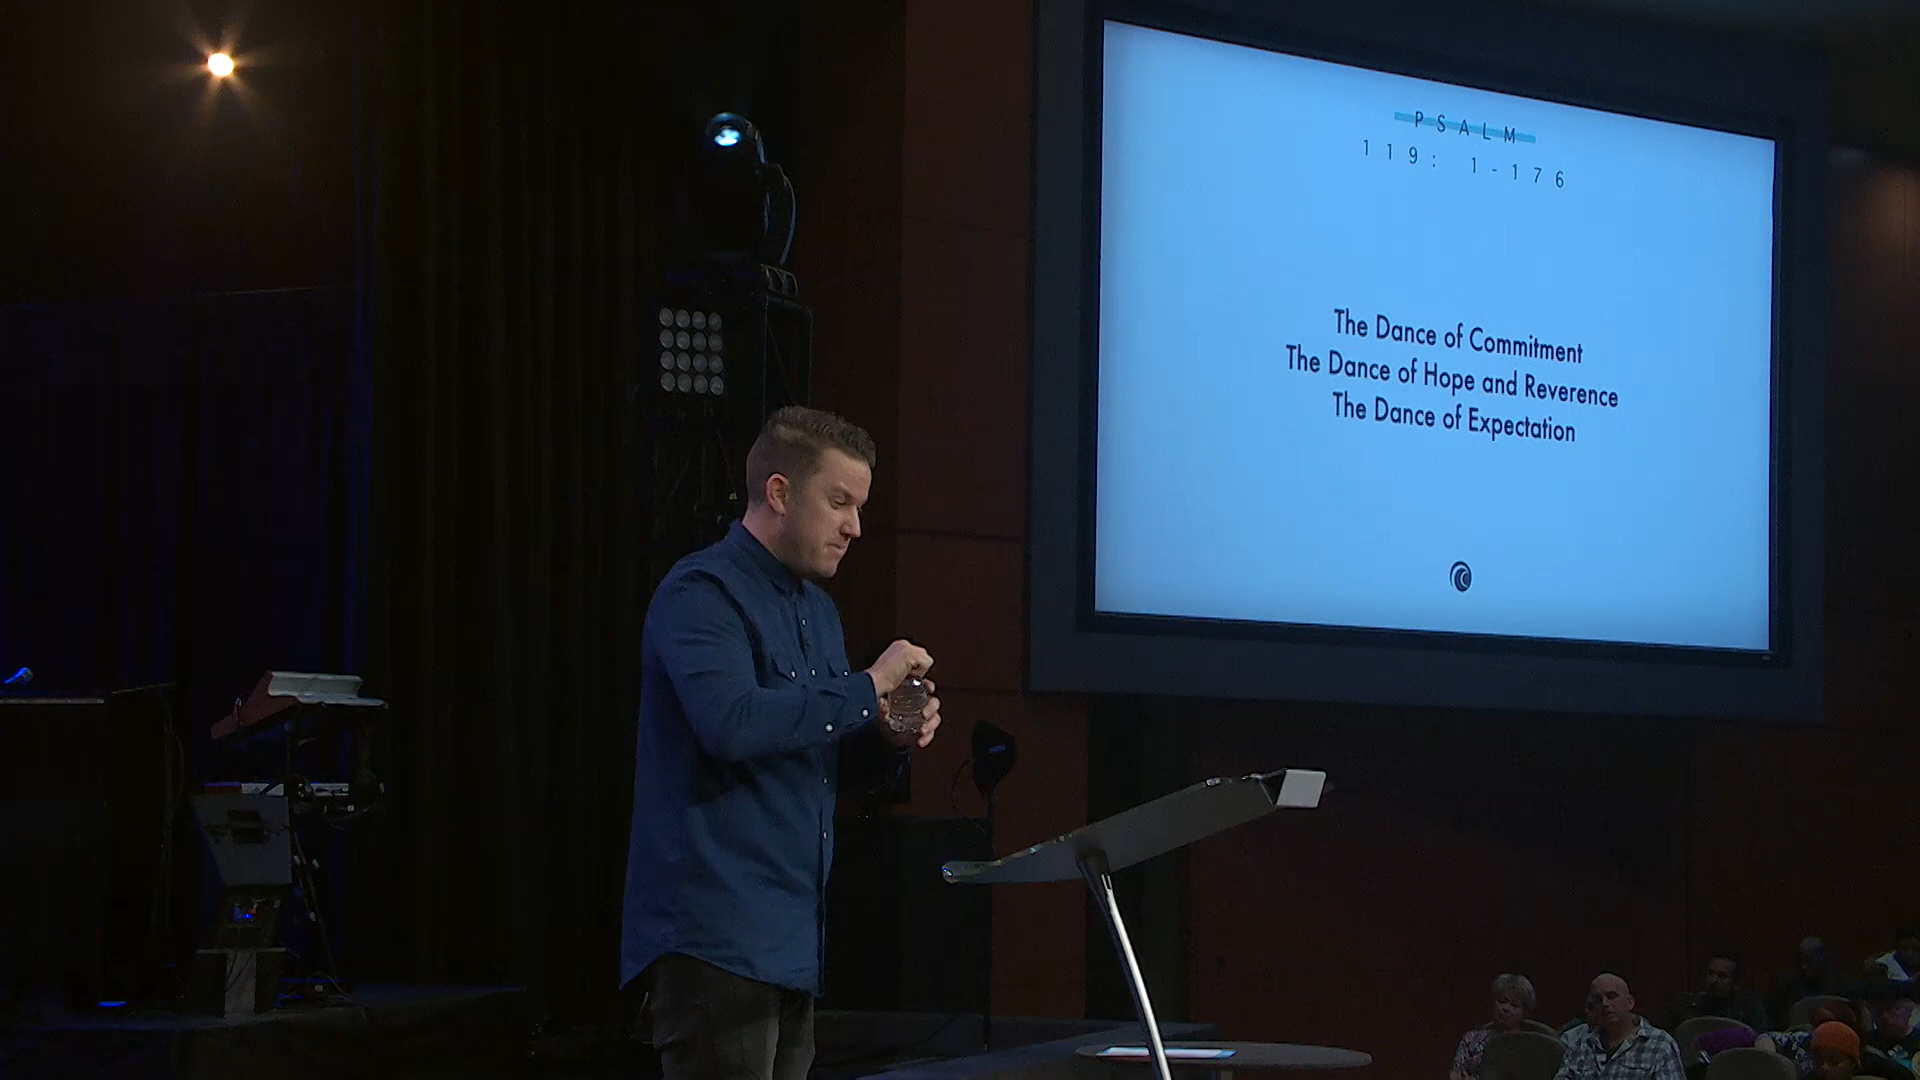 PSALM
119: 1-176
The Dance of Commitment
The Dance of Hope and Reverence
The Dance of Expectation